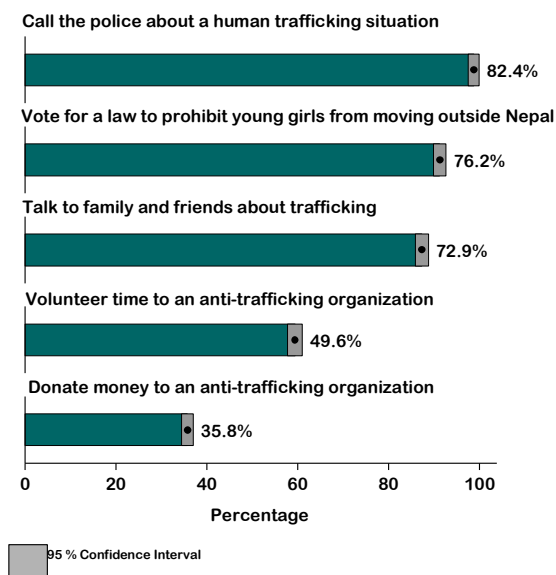 Call the police about a human trafficking situation
82.4%
Vote for a law to prohibit young girls from moving outside Nepal
76.2%
Talk to family and friends about trafficking
72.9%
Volunteer time to an anti-trafficking organization
49.6%
Donate money to an anti-trafficking organization
35.8%
0 20 40 60 80 100
Percentage
95 % Confidence Interval